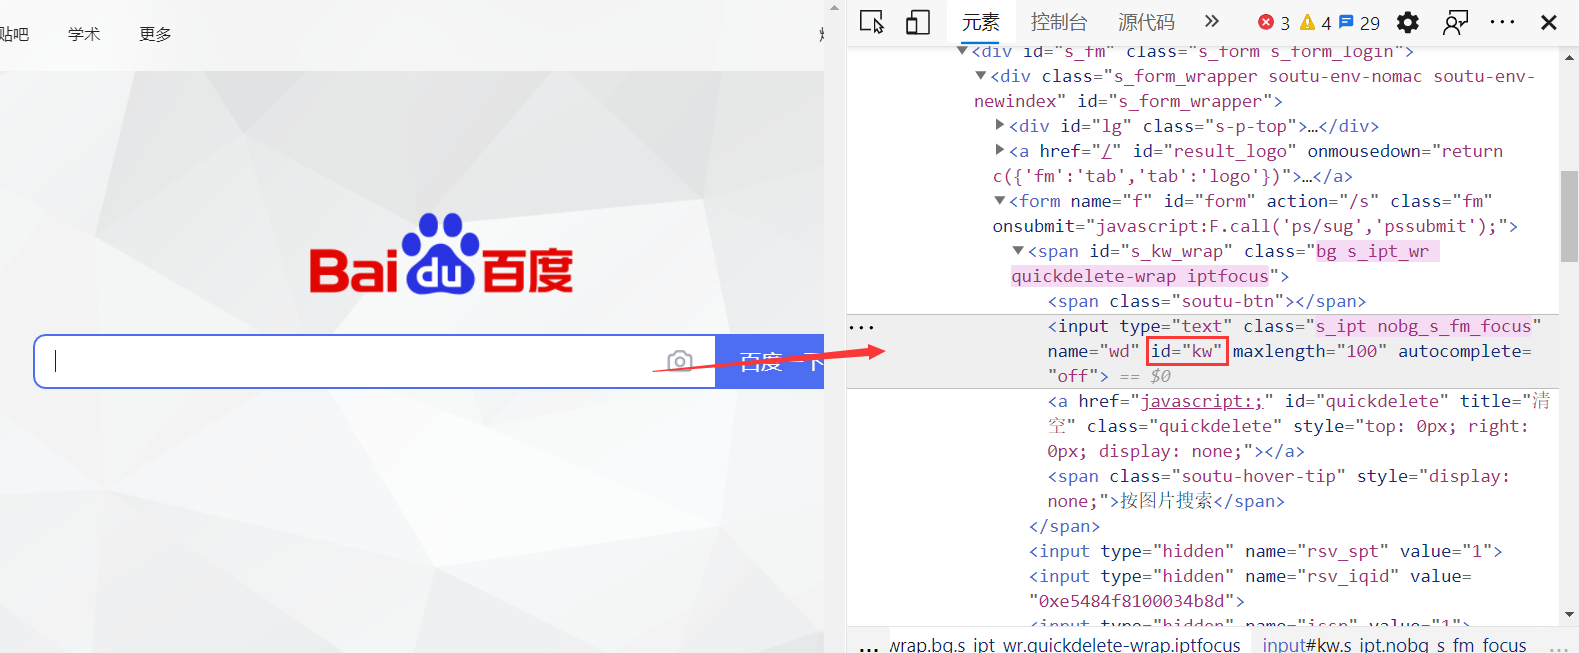 贴吧 学术 更多
Bai du 百度
百度一下
元素 控制台 源代码 » 3 4 29
<div id="s_fm" class="s_form s_form_login">
<div class="s_form_wrapper soutu-env-nomac soutu-env-
newindex" id="s_form_wrapper">
<div id="lg" class="s-p-top">…</div>
<a href="/" id="result_logo" onmousedown="return
c({'fm':'tab','tab':'logo'})">…</a>
<form name="f" id="form" action="/s" class="fm"
onsubmit="javascript:F.call('ps/sug','pssubmit');">
<span id="s_kw_wrap" class="bg s_ipt_wr
quickdelete-wrap iptfocus">
<span class="soutu-btn"></span>
<input type="text" class="s_ipt nobg_s_fm_focus"
name="wd" id="kw" maxlength="100" autocomplete=
"off"> == $0
<a href="javascript:;" id="quickdelete" title="清
空" class="quickdelete" style="top: 0px; right:
0px; display: none;"></a>
<span class="soutu-hover-tip" style="display:
none;">按图片搜索</span>
</span>
<input type="hidden" name="rsv_spt" value="1">
<input type="hidden" name="rsv_iqid" value=
"0xe5484f8100034b8d">
<input type="hidden" name="issp" value="1">
... wrap.bg.s_ipt_wr.quickdelete-wrap.iptfocus input#kw.s_ipt.nobg_s_fm_focus ...